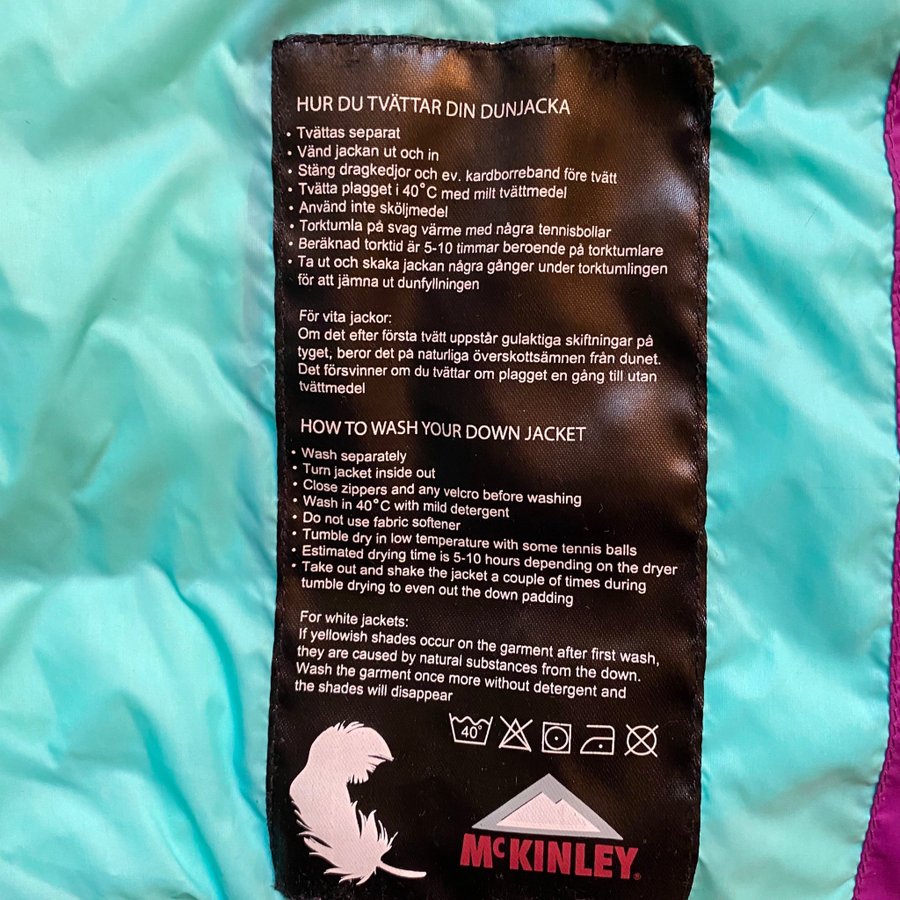 HUR DU TVÄTTAR DIN DUNJACKA
• Tvättas separat
• Vänd jackan ut och in
• Stäng dragkedjor och ev. kardborreband före tvätt
• Tvätta plagget i 40°C med milt tvättmedel
• Använd inte sköljmedel
• Torktumla på svag värme med några tennisbollar
• Beräknad torktid är 5-10 timmar beroende på torktumlare
• Ta ut och skaka jackan några gånger under torktumlingen
för att jämna ut dunfyllningen
För vita jackor:
Om det efter första tvätt uppstår gulaktiga skiftningar på
tyget, beror det på naturliga överskottsämnen från dunet.
Det försvinner om du tvättar om plagget en gång till utan
tvättmedel
HOW TO WASH YOUR DOWN JACKET
• Wash separately
• Turn jacket inside out
• Close zippers and any velcro before washing
• Wash in 40°C with mild detergent
• Do not use fabric softener
• Tumble dry in low temperature with some tennis balls
• Estimated drying time is 5-10 hours depending on the dryer
• Take out and shake the jacket a couple of times during
tumble drying to even out the down padding
For white jackets:
If yellowish shades occur on the garment after first wash,
they are caused by natural substances from the down.
Wash the garment once more without detergent and
the shades will disappear
40°
McKINLEY®